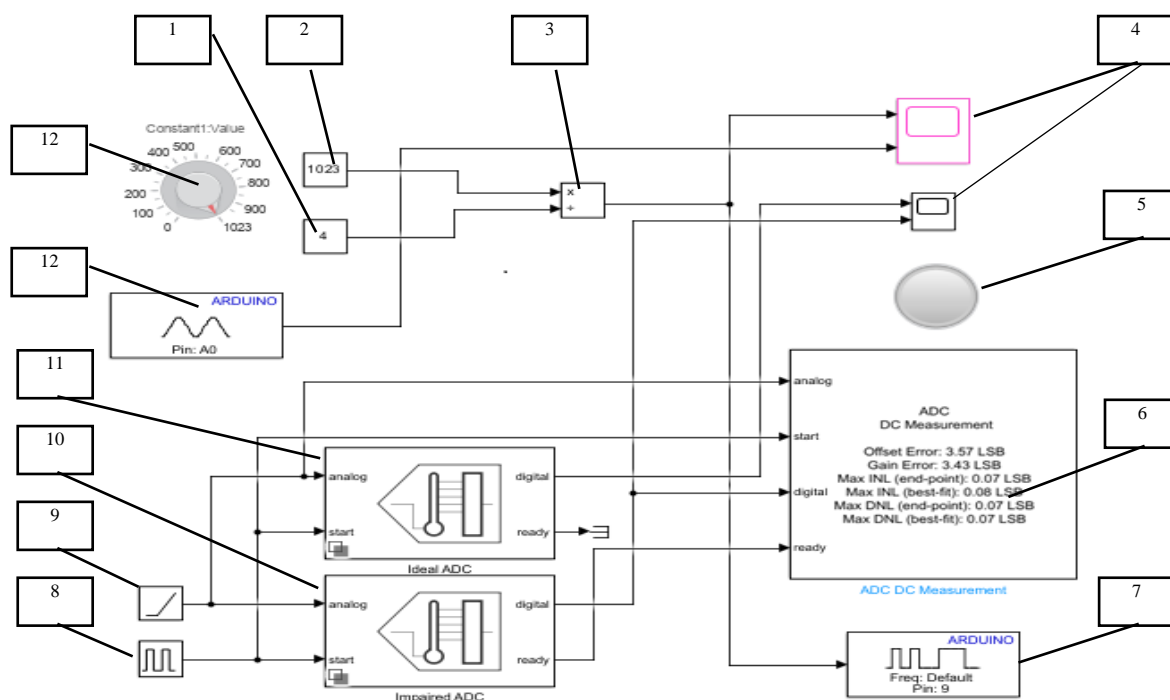 1
2
3
4
12
Constant1:Value
0
100
200
300
400
500
600
700
800
900
1023
1023
×
÷
4
5
12
ARDUINO
Pin: A0
11
analog
start
digital
ready
ADC
DC Measurement
Offset Error: 3.57 LSB
Gain Error: 3.43 LSB
Max INL (end-point): 0.07 LSB
Max INL (best-fit): 0.08 LSB
Max DNL (end-point): 0.07 LSB
Max DNL (best-fit): 0.07 LSB
ADC DC Measurement
6
10
analog
start
digital
ready
Ideal ADC
9
8
analog
start
digital
ready
Impaired ADC
7
ARDUINO
Freq: Default
Pin: 9